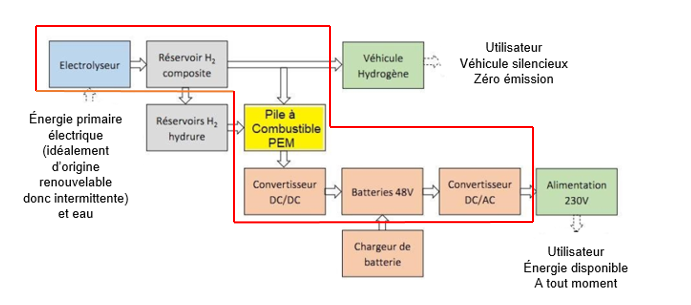 Electrolyseur
Réservoir H2
composite
Véhicule
Hydrogène
Utilisateur
Véhicule silencieux
Zéro émission
Énergie primaire
électrique
(idéalement
d'origine
renouvelable
donc intermittente)
et eau
Réservoirs H2
hydrure
Pile à
Combustible
PEM
Convertisseur
DC/DC
Batteries 48V
Convertisseur
DC/AC
Alimentation
230V
Chargeur de
batterie
Utilisateur
Énergie disponible
A tout moment